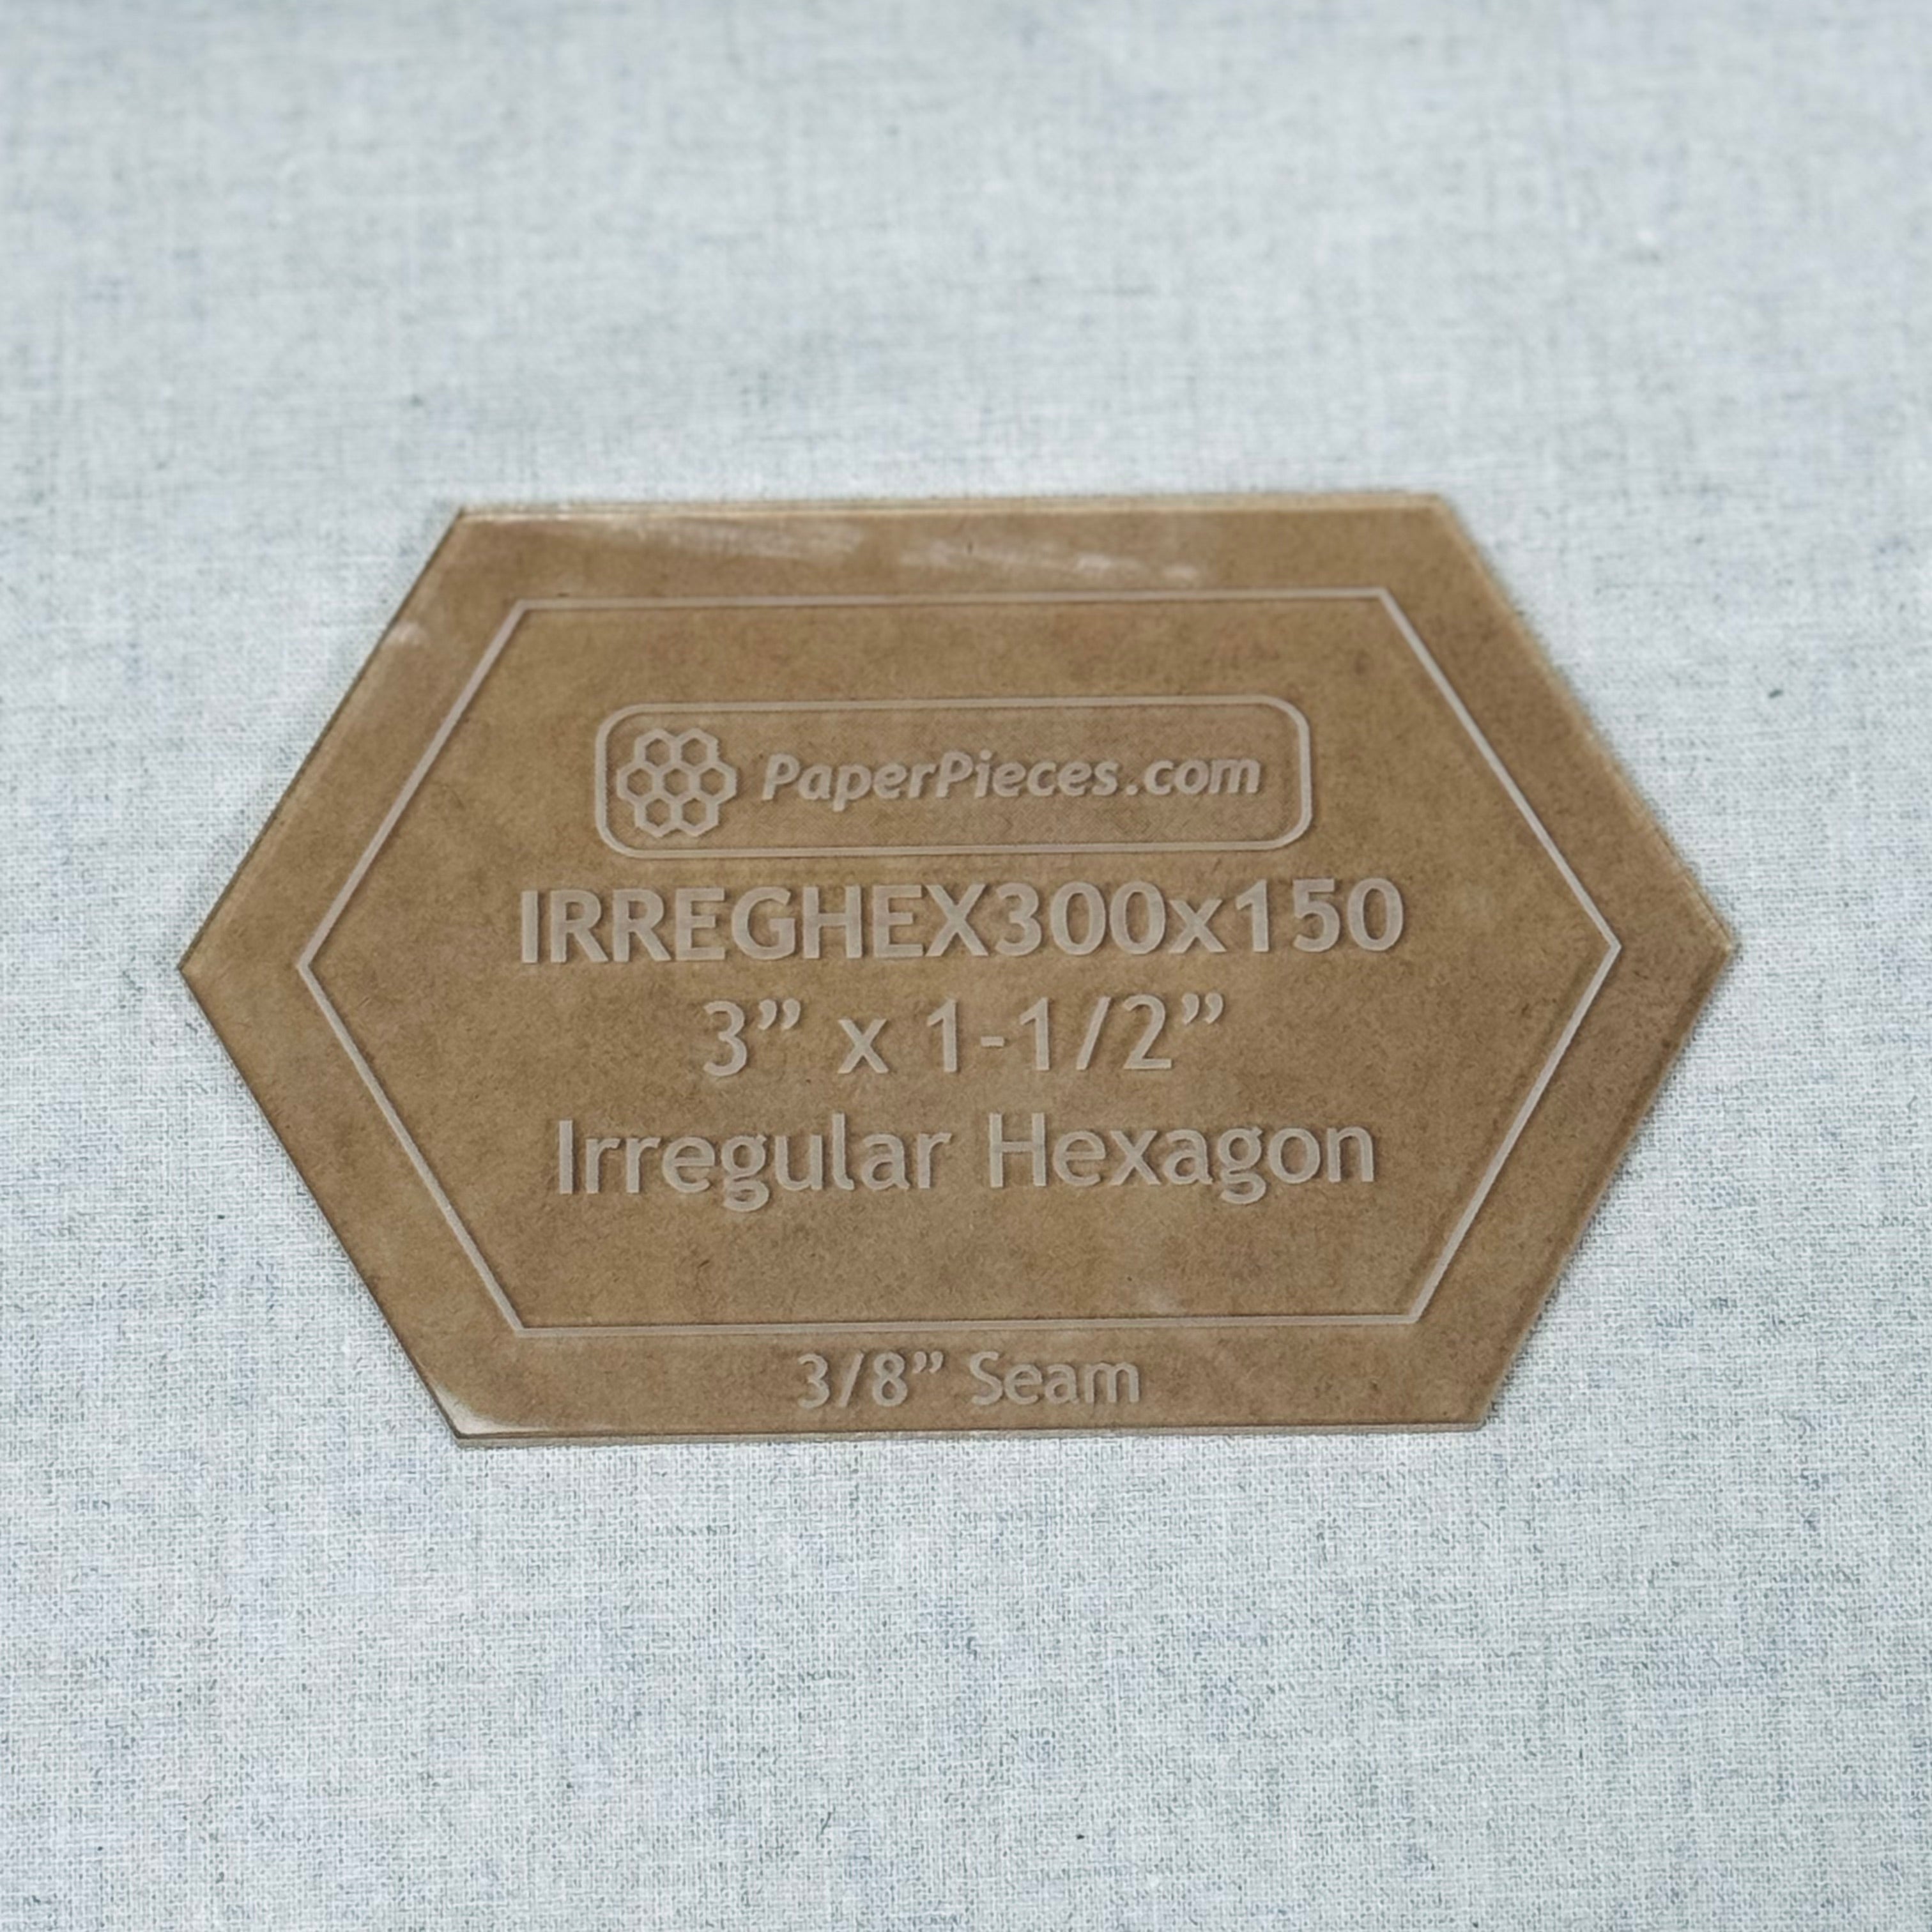 PaperPieces.com
IRREGHEX300x150
3” x 1-1/2”
Irregular Hexagon
3/8” Seam